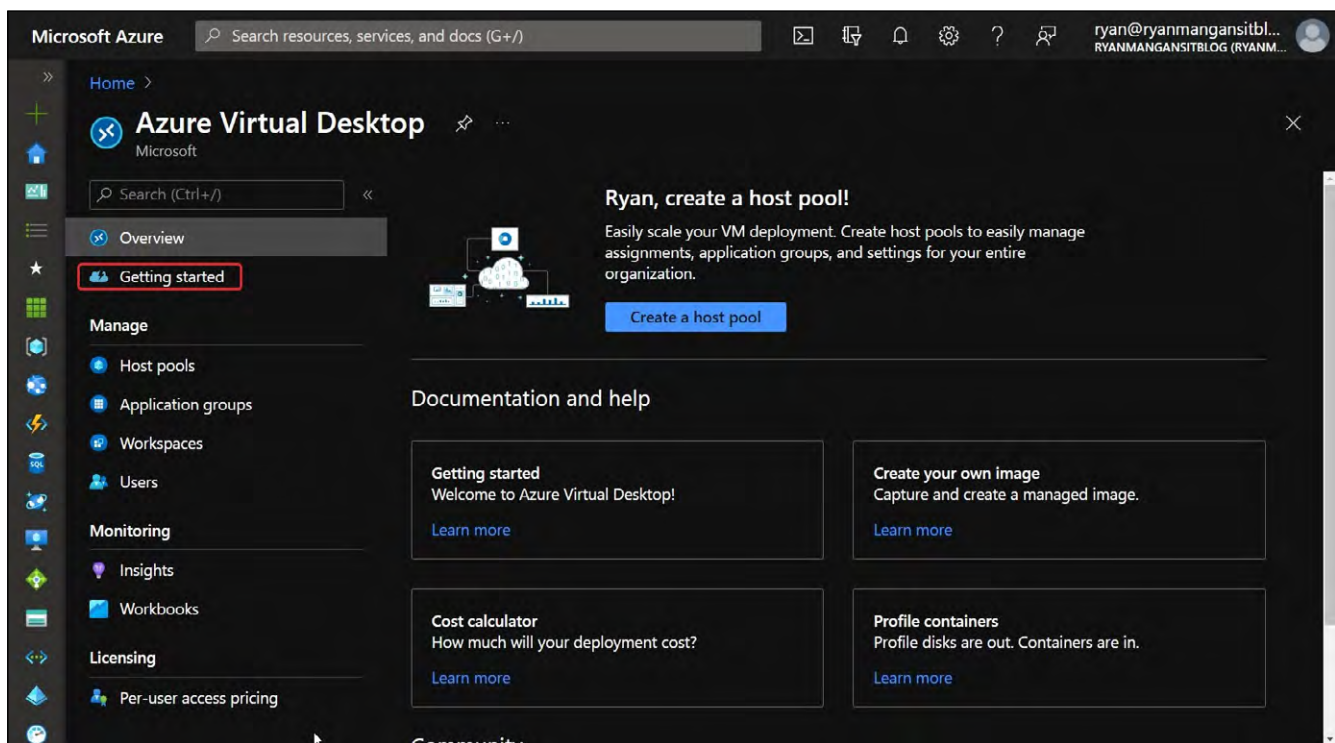 Microsoft Azure
Search resources, services, and docs (G+/)
ryan@ryanmangansitbl...
RYANMANGANSITBLOG (RYANM...
Home >
Azure Virtual Desktop
Microsoft
Search (Ctrl+/)
Overview
Getting started
Manage
Host pools
Application groups
Workspaces
Users
Monitoring
Insights
Workbooks
Licensing
Per-user access pricing
Ryan, create a host pool!
Easily scale your VM deployment. Create host pools to easily manage
assignments, application groups, and settings for your entire
organization.
Create a host pool
Documentation and help
Getting started
Welcome to Azure Virtual Desktop!
Learn more
Create your own image
Capture and create a managed image.
Learn more
Cost calculator
How much will your deployment cost?
Learn more
Profile containers
Profile disks are out. Containers are in.
Learn more
Community